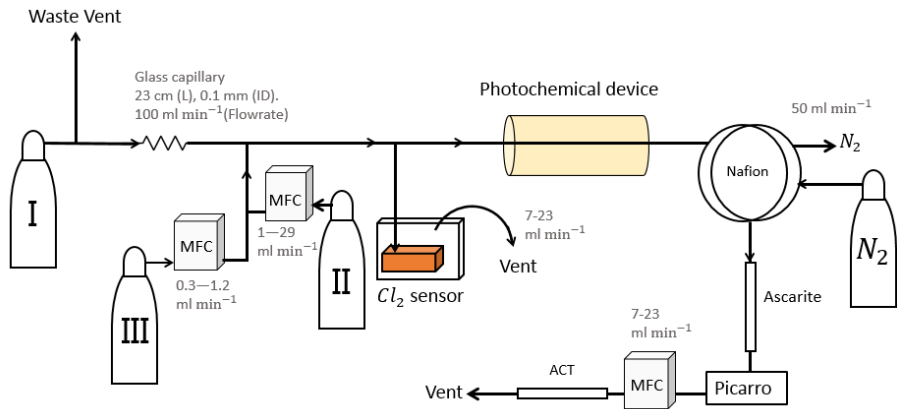 Waste Vent
Glass capillary
23 cm (L), 0.1 mm (ID).
100 ml min⁻¹(Flowrate)
Photochemical device
50 ml min⁻¹
N₂
Nafion
I
MFC
1—29
ml min⁻¹
MFC
0.3—1.2
ml min⁻¹
II
III
7-23
ml min⁻¹
Vent
Cl₂ sensor
N₂
Ascarite
7-23
ml min⁻¹
ACT
MFC
Picarro
Vent